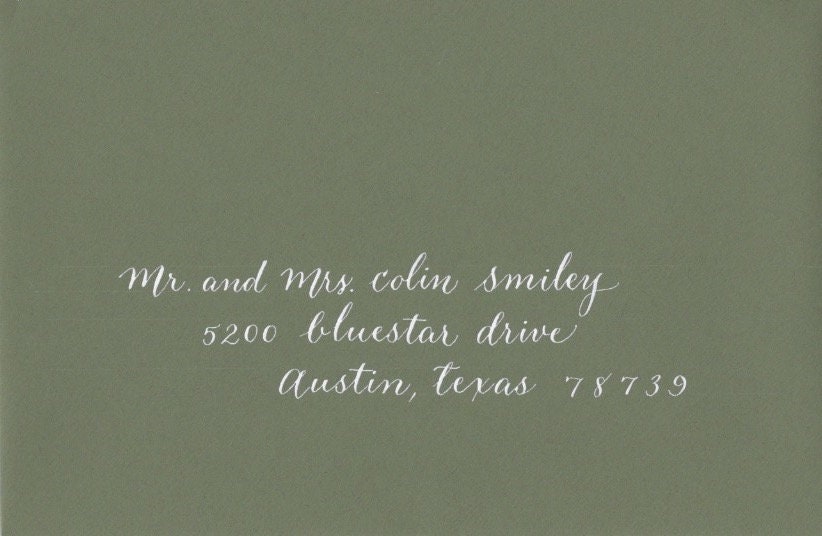 Mr. and Mrs. Colin Smiley
5200 bluestar drive
Austin, Texas 78739